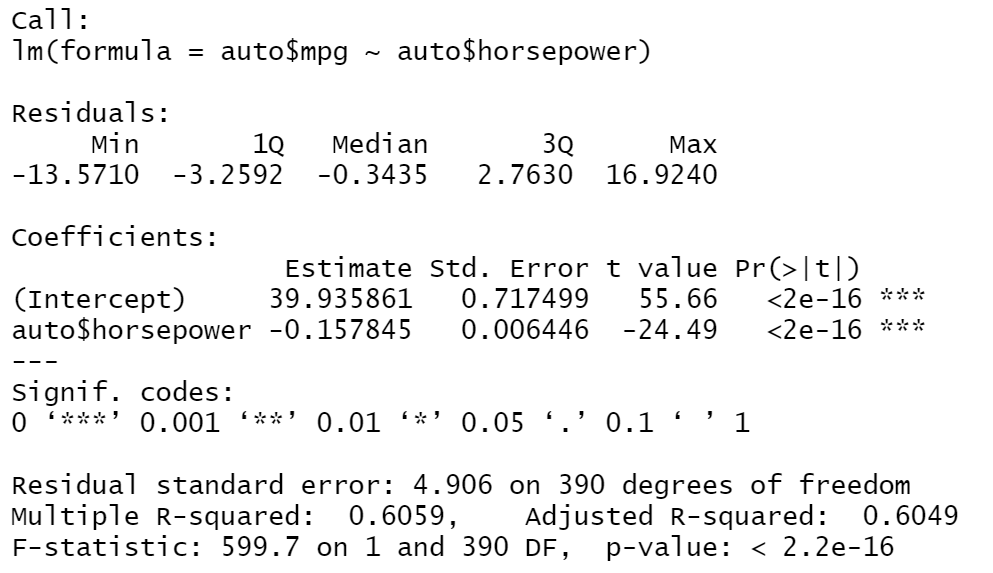 Call:
lm(formula = auto$mpg ~ auto$horsepower)
Residuals:
     Min       1Q   Median       3Q      Max
-13.5710  -3.2592  -0.3435   2.7630  16.9240
Coefficients:
                 Estimate Std. Error t value Pr(>|t|)
(Intercept)     39.935861   0.717499   55.66   <2e-16 ***
auto$horsepower -0.157845   0.006446  -24.49   <2e-16 ***
---
Signif. codes:
0 ‘***’ 0.001 ‘**’ 0.01 ‘*’ 0.05 ‘.’ 0.1 ‘ ’ 1
Residual standard error: 4.906 on 390 degrees of freedom
Multiple R-squared:  0.6059,    Adjusted R-squared:  0.6049
F-statistic: 599.7 on 1 and 390 DF,  p-value: < 2.2e-16